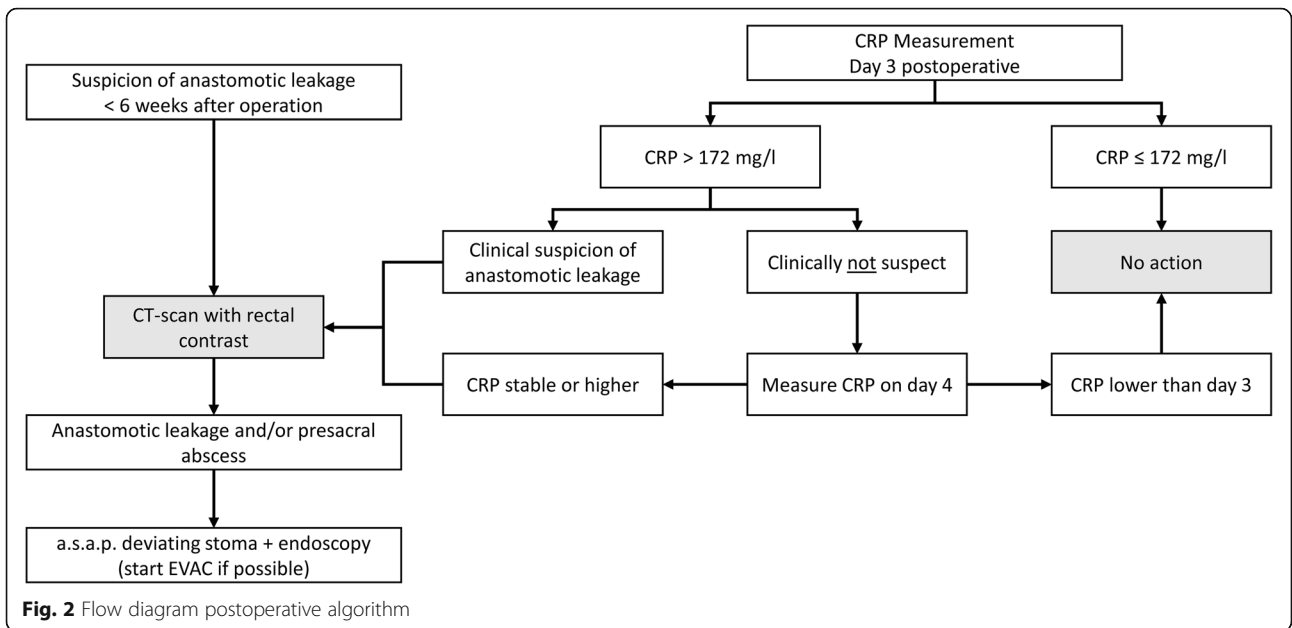 CRP Measurement
Day 3 postoperative
Suspicion of anastomotic leakage
< 6 weeks after operation
CRP > 172 mg/l
CRP ≤ 172 mg/l
Clinical suspicion of
anastomotic leakage
Clinically not suspect
No action
CT-scan with rectal
contrast
CRP stable or higher
Measure CRP on day 4
CRP lower than day 3
Anastomotic leakage and/or presacral
abscess
a.s.a.p. deviating stoma + endoscopy
(start EVAC if possible)
Fig. 2 Flow diagram postoperative algorithm